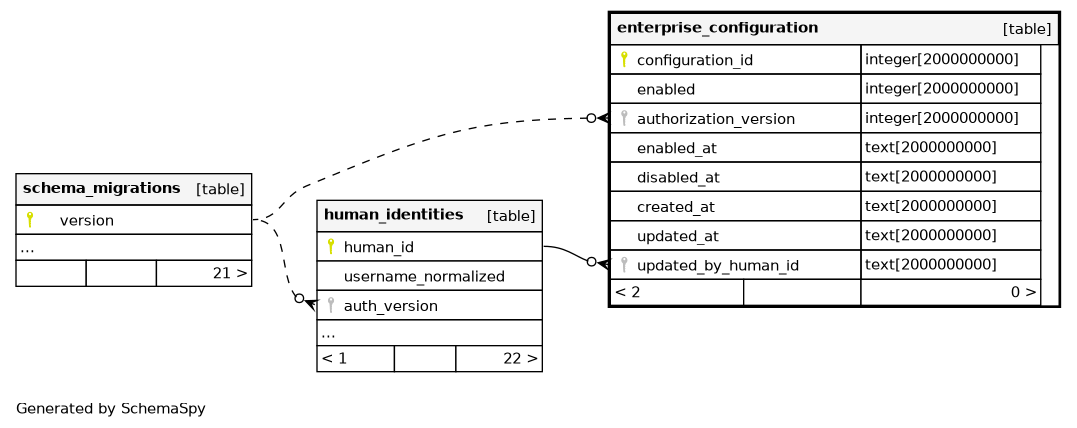 enterprise_configuration [table]
configuration_id integer[2000000000]
enabled integer[2000000000]
authorization_version integer[2000000000]
enabled_at text[2000000000]
disabled_at text[2000000000]
created_at text[2000000000]
updated_at text[2000000000]
updated_by_human_id text[2000000000]
< 2 0 >
schema_migrations [table]
version
...
21 >
human_identities [table]
human_id
username_normalized
auth_version
...
< 1 22 >
Generated by SchemaSpy